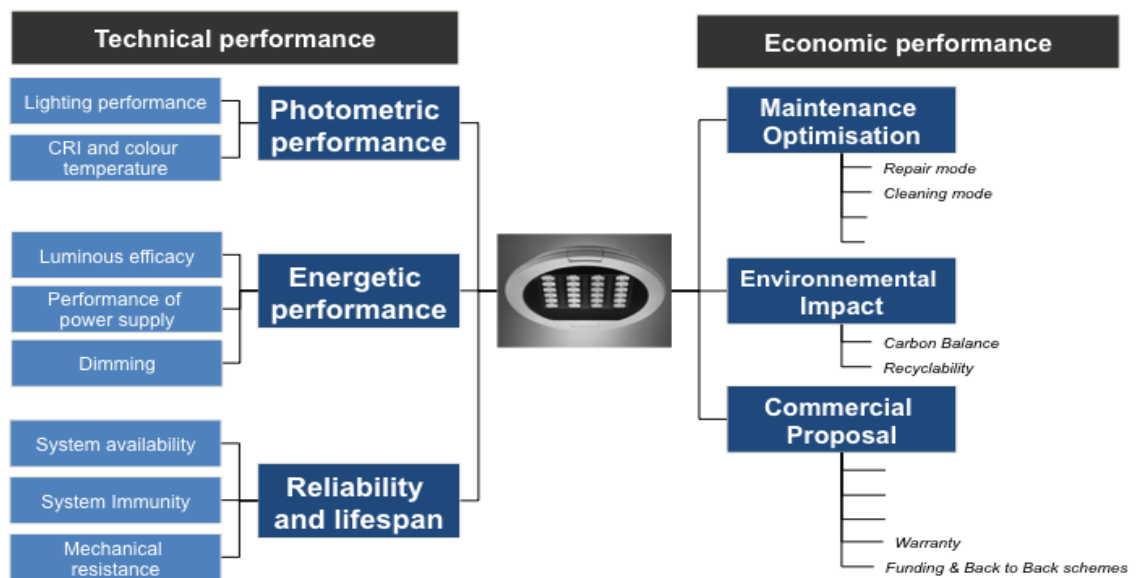 Technical performance
Lighting performance
CRI and colour
temperature
Photometric
performance
Luminous efficacy
Performance of
power supply
Dimming
Energetic
performance
System availability
System Immunity
Mechanical
resistance
Reliability
and lifespan
Economic performance
Maintenance
Optimisation
Repair mode
Cleaning mode
Environnemental
Impact
Carbon Balance
Recyclability
Commercial
Proposal
Warranty
Funding & Back to Back schemes